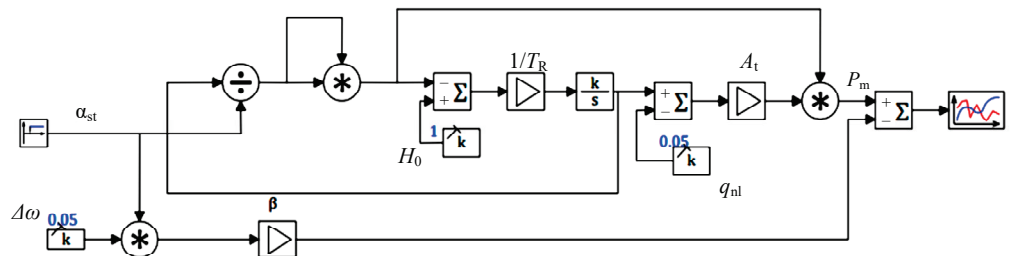 1/T_R
A_t
P_m
÷
* − + Σ
k
s
+ − Σ
*
+ − Σ
α_st
1
k
H_0
0.05
k
q_nl
β
Δω
0.05
k
*